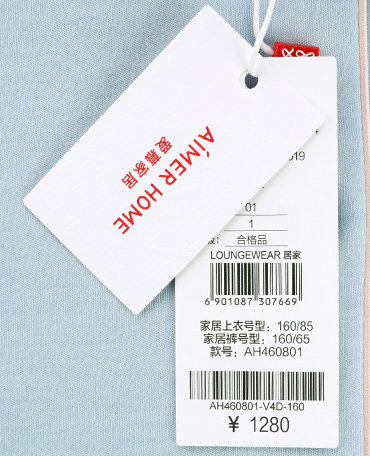 AIMER HOME
爱慕家居
519
01
1
合格品
LOUNGEWEAR 居家
6 901087 307669
家居上衣号型：160/85
家居裤号型：160/65
款号：AH460801
AH460801-V4D-160
¥ 1280